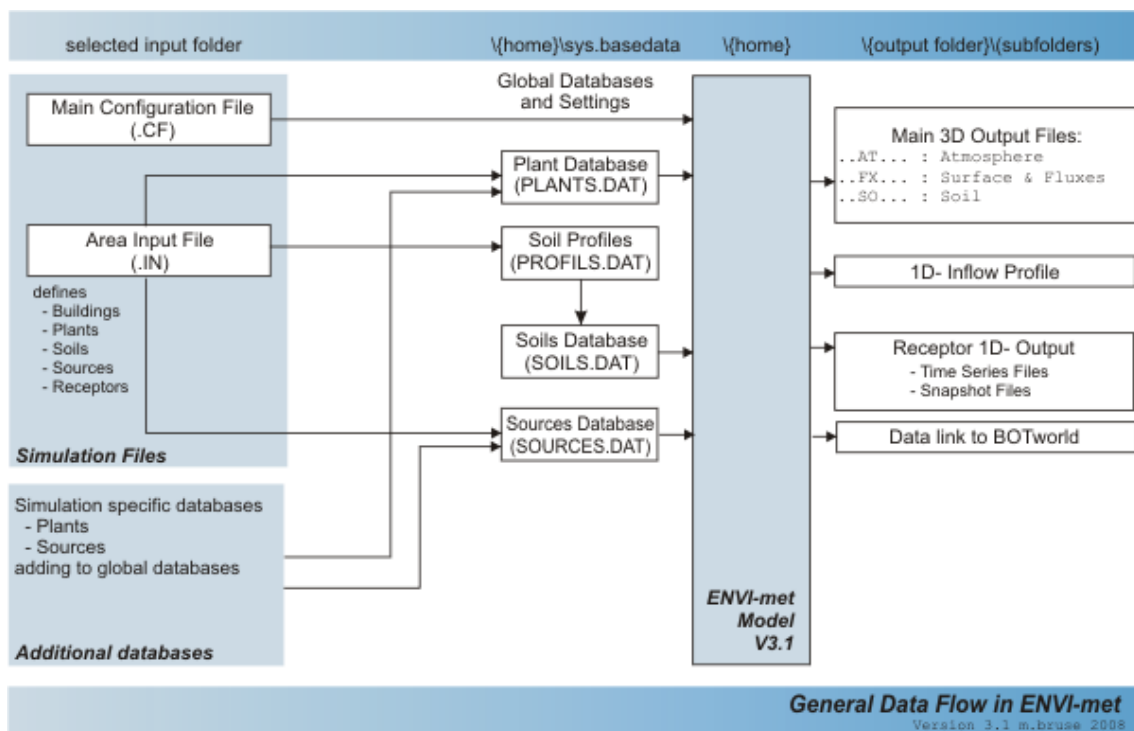 selected input folder
\{home}\sys.basedata
\{home}
\{output folder}\(subfolders)
Main Configuration File
(.CF)
Area Input File
(.IN)
defines
- Buildings
- Plants
- Soils
- Sources
- Receptors
Simulation Files
Simulation specific databases
- Plants
- Sources
adding to global databases
Additional databases
Global Databases
and Settings
Plant Database
(PLANTS.DAT)
Soil Profiles
(PROFILS.DAT)
Soils Database
(SOILS.DAT)
Sources Database
(SOURCES.DAT)
ENVI-met
Model
V3.1
Main 3D Output Files:
..AT... : Atmosphere
..FX... : Surface & Fluxes
..SO... : Soil
1D- Inflow Profile
Receptor 1D- Output
- Time Series Files
- Snapshot Files
Data link to BOTworld
General Data Flow in ENVI-met
Version 3.1 m.bruse 2008